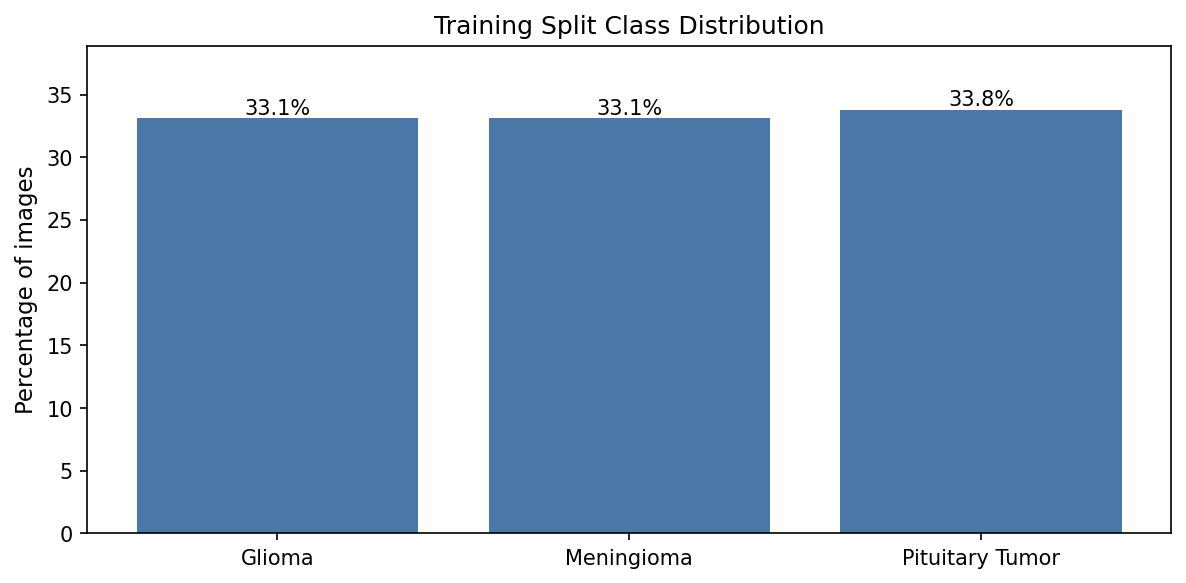 Training Split Class Distribution
Percentage of images
35
30
25
20
15
10
5
0
33.1%
33.1%
33.8%
Glioma
Meningioma
Pituitary Tumor